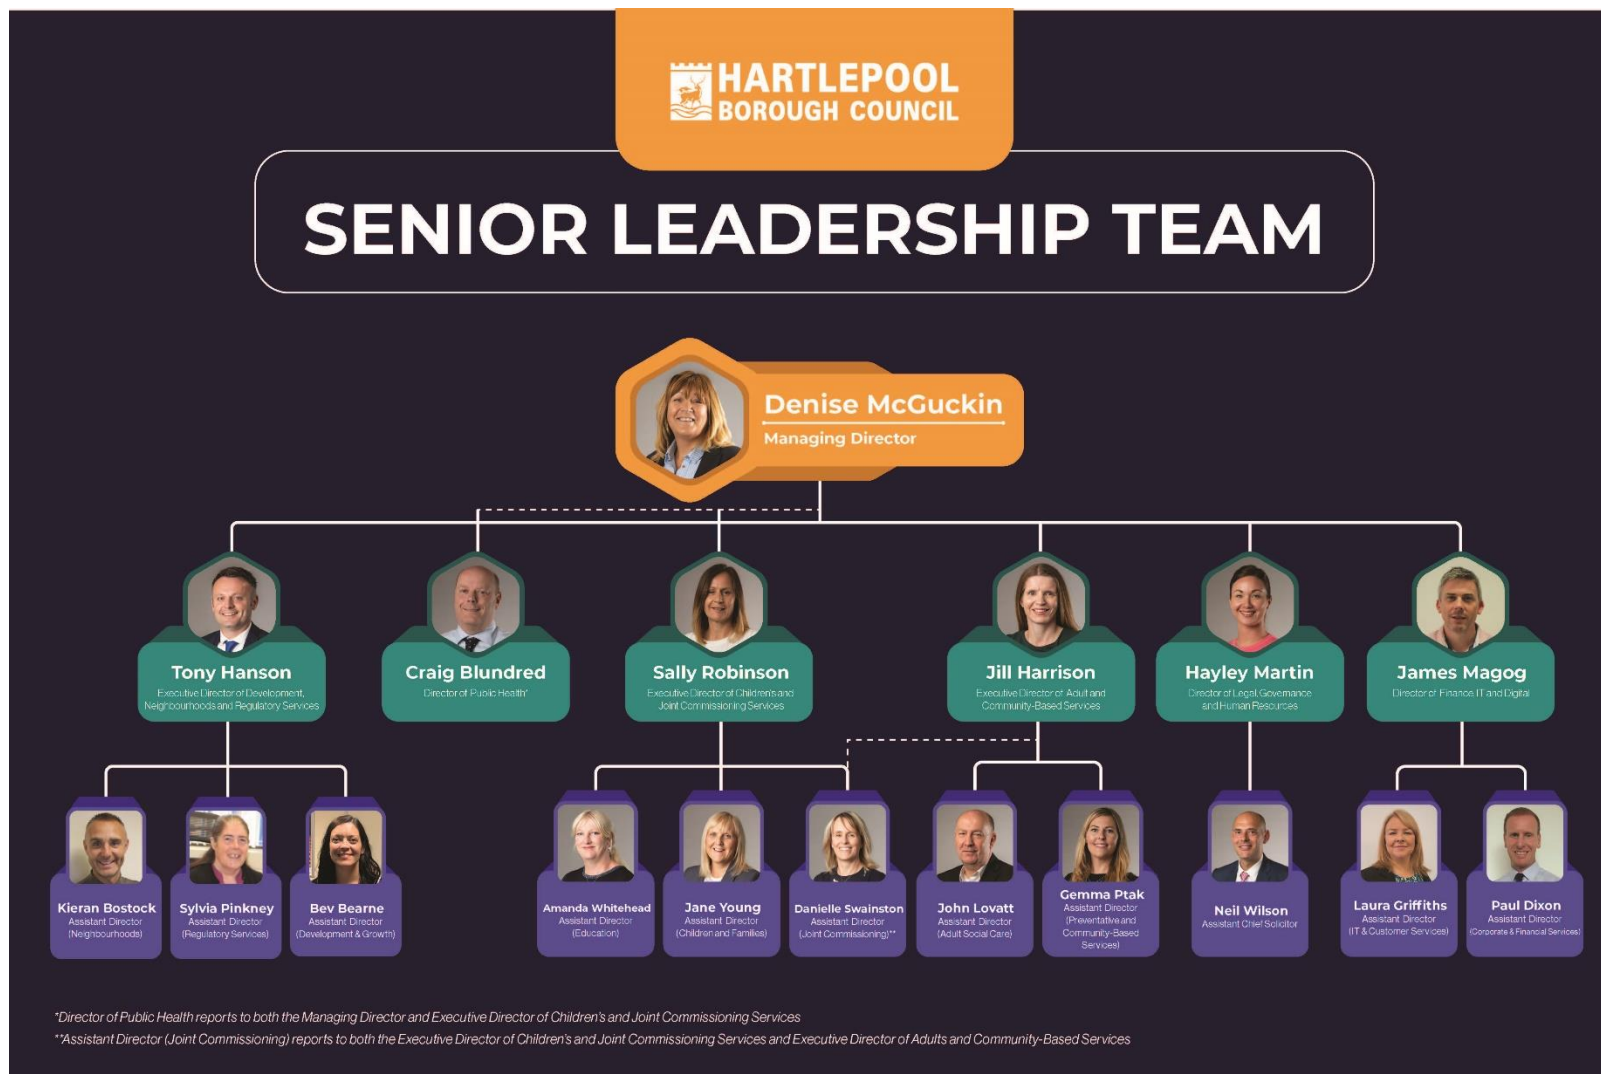 HARTLEPOOL
BOROUGH COUNCIL
SENIOR LEADERSHIP TEAM
Denise McGuckin
Managing Director
Tony Hanson
Executive Director of Development,
Neighbourhoods and Regulatory Services
Craig Blundred
Director of Public Health*
Sally Robinson
Executive Director of Children's and
Joint Commissioning Services
Jill Harrison
Executive Director of Adult and
Community-Based Services
Hayley Martin
Director of Legal, Governance
and Human Resources
James Magog
Director of Finance, IT and Digital
Kieran Bostock
Assistant Director
(Neighbourhoods)
Sylvia Pinkney
Assistant Director
(Regulatory Services)
Bev Bearne
Assistant Director
(Development & Growth)
Amanda Whitehead
Assistant Director
(Education)
Jane Young
Assistant Director
(Children and Families)
Danielle Swainston
Assistant Director
(Joint Commissioning)**
John Lovatt
Assistant Director
(Adult Social Care)
Gemma Ptak
Assistant Director
(Preventative and
Community-Based
Services)
Neil Wilson
Assistant Chief Solicitor
Laura Griffiths
Assistant Director
(IT & Customer Services)
Paul Dixon
Assistant Director
(Corporate & Financial Services)
*Director of Public Health reports to both the Managing Director and Executive Director of Children's and Joint Commissioning Services
**Assistant Director (Joint Commissioning) reports to both the Executive Director of Children's and Joint Commissioning Services and Executive Director of Adults and Community-Based Services